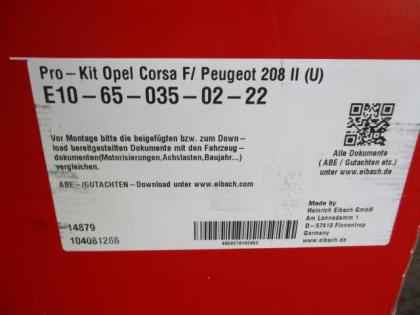 Pro-Kit Opel Corsa F/ Peugeot 208 II (U)
E10-65-035-02-22
Vor Montage bitte die beigefügten bzw. zum Down-
load bereitgestellten Dokumente mit den Fahrzeug-
dokumenten(Motorisierungen,Achslasten,Baujahr...)
vergleichen.
ABE-/GUTACHTEN-Download unter www.eibach.com
Alle Dokumente
( ABE / Gutachten etc.)
unter www.eibach.com
14879
104081266
Made by
Heinrich Eibach GmbH
Am Lennedamm 1
D-57413 Finnentrop
Germany
www.eibach.com